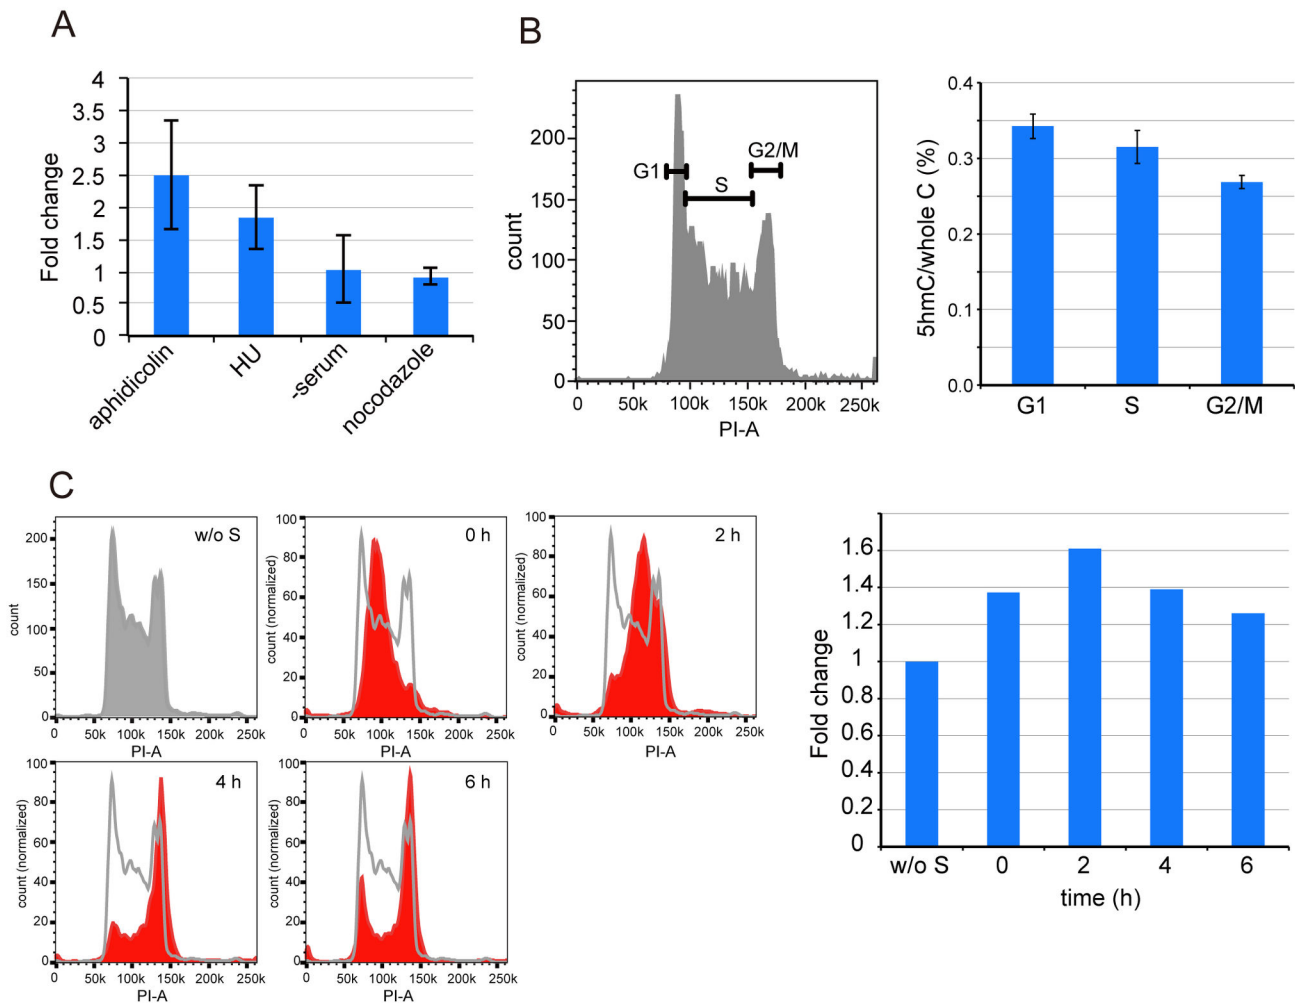 A
Fold change
4
3.5
3
2.5
2
1.5
1
0.5
0
aphidicolin
HU
-serum
nocodazole
B
count
200
150
100
50
0
G1
S
G2/M
0 50k 100k 150k 200k 250k
PI-A
5hmC/whole C (%)
0.4
0.3
0.2
0.1
0.0
G1 S G2/M
C
w/o S
count
200
150
100
50
0
0 50k 100k 150k 200k 250k
PI-A
0 h
count (normalized)
100
80
60
40
20
0
0 50k 100k 150k 200k 250k
PI-A
2 h
count (normalized)
100
80
60
40
20
0
0 50k 100k 150k 200k 250k
PI-A
4 h
count (normalized)
100
80
60
40
20
0
0 50k 100k 150k 200k 250k
PI-A
6 h
count (normalized)
100
80
60
40
20
0
0 50k 100k 150k 200k 250k
PI-A
Fold change
1.6
1.4
1.2
1
0.8
0.6
0.4
0.2
0
w/o S 0 2 4 6
time (h)